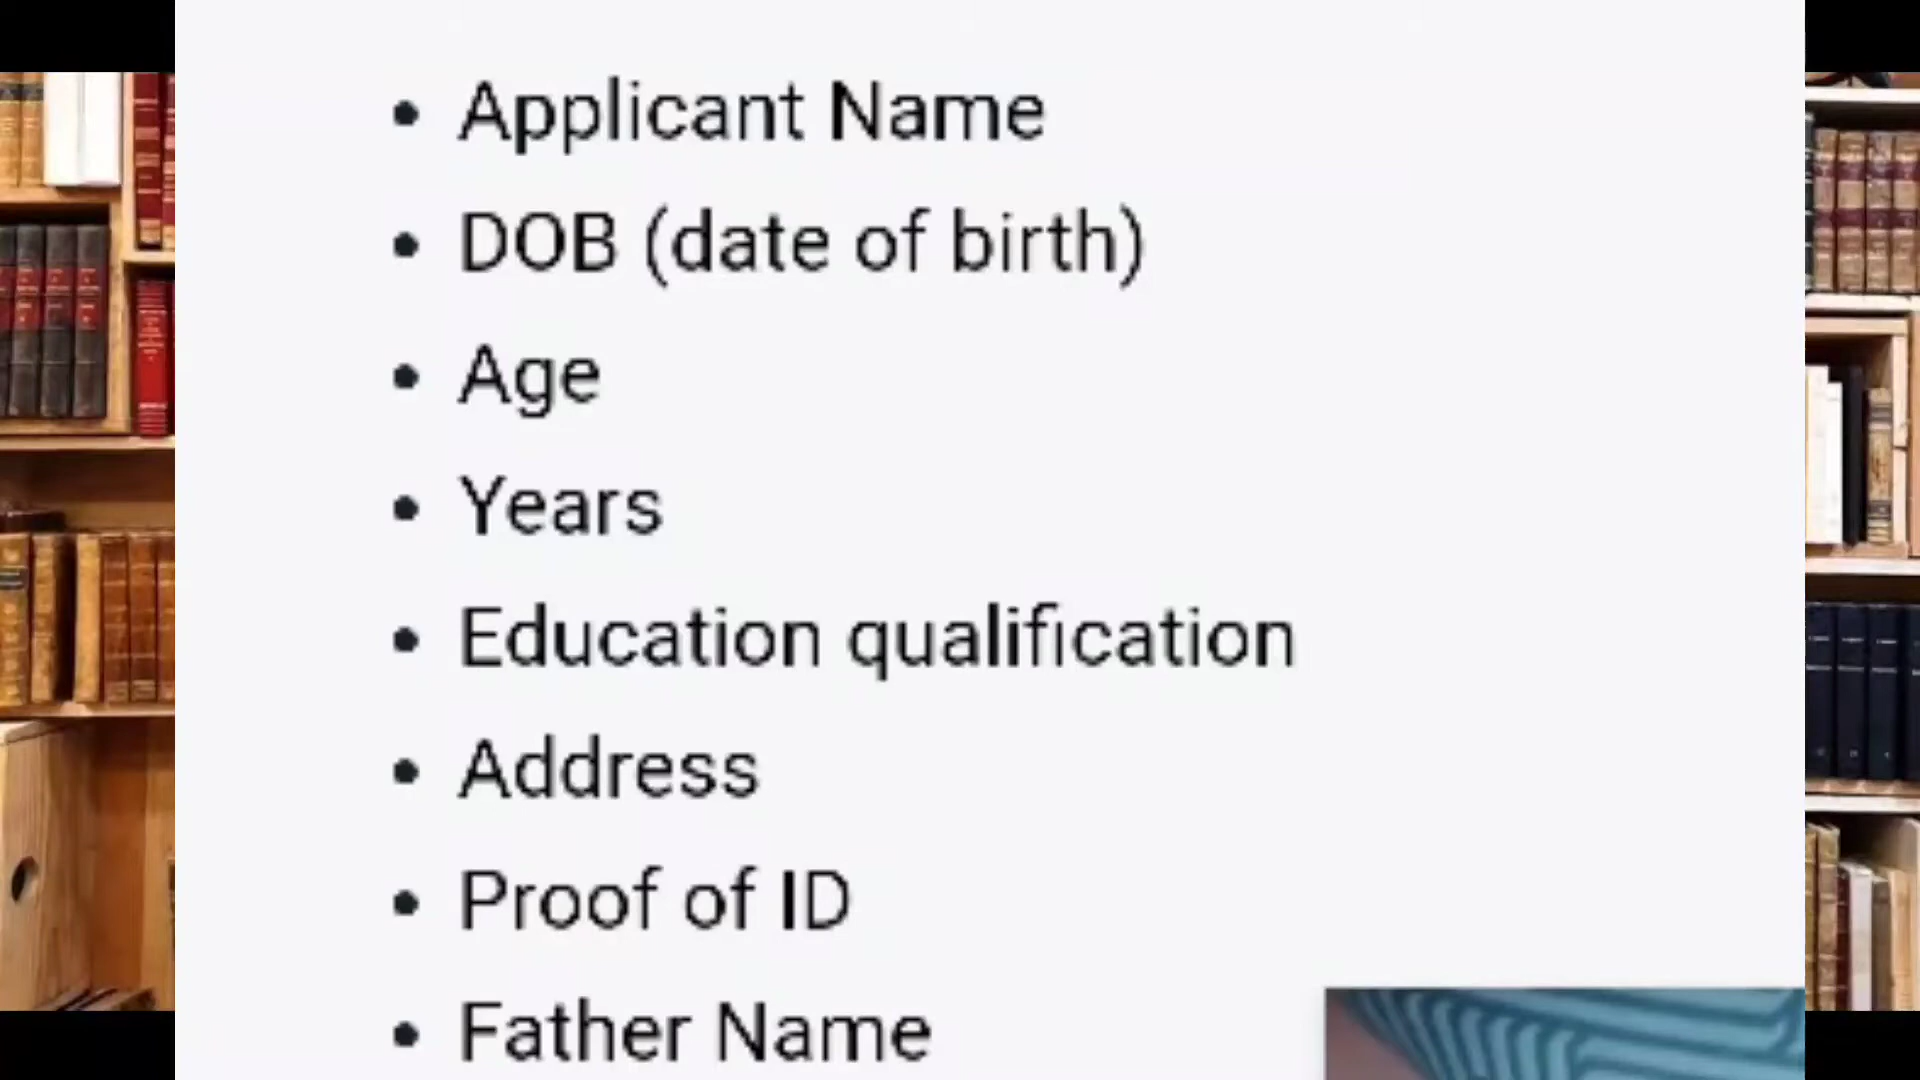 • Applicant Name
• DOB (date of birth)
• Age
• Years
• Education qualification
• Address
• Proof of ID
• Father Name